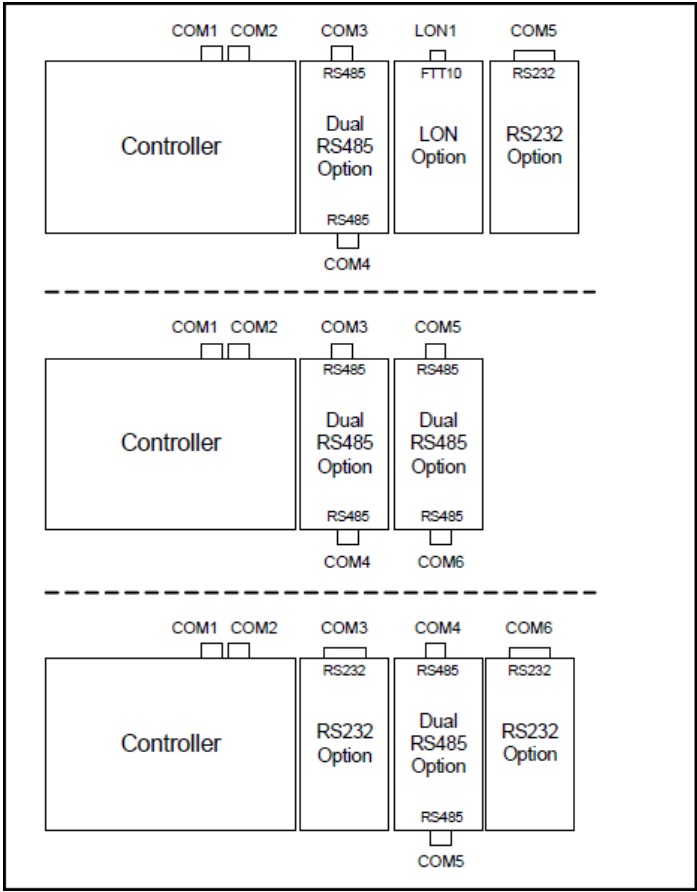 COM1 COM2 COM3 LON1 COM5
RS485 FTT10 RS232
Controller
Dual
RS485
Option
LON
Option
RS232
Option
RS485
COM4
COM1 COM2 COM3 COM5
RS485 RS485
Controller
Dual
RS485
Option
Dual
RS485
Option
RS485 RS485
COM4 COM6
COM1 COM2 COM3 COM4 COM6
RS232 RS485 RS232
Controller
RS232
Option
Dual
RS485
Option
RS232
Option
RS485
COM5